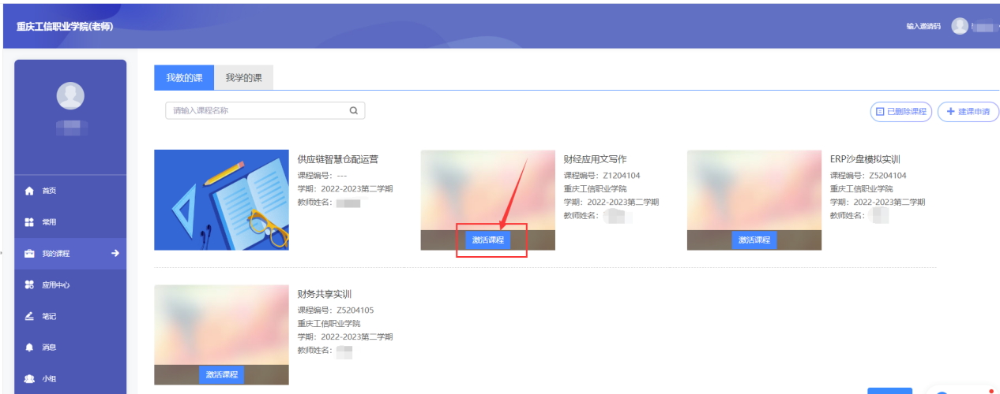 重庆工信职业学院(老师)
输入邀请码
首页
常用
我的课程
应用中心
笔记
消息
小组
我教的课
我学的课
请输入课程名称
已删除课程
建课申请
供应链智慧仓配运营
课程编号：---
学期：2022-2023第二学期
教师姓名：
财经应用文写作
课程编号：Z1204104
重庆工信职业学院
学期：2022-2023第二学期
教师姓名：
激活课程
ERP沙盘模拟实训
课程编号：Z5204104
重庆工信职业学院
学期：2022-2023第二学期
教师姓名：
激活课程
财务共享实训
课程编号：Z5204105
重庆工信职业学院
学期：2022-2023第二学期
教师姓名：
激活课程